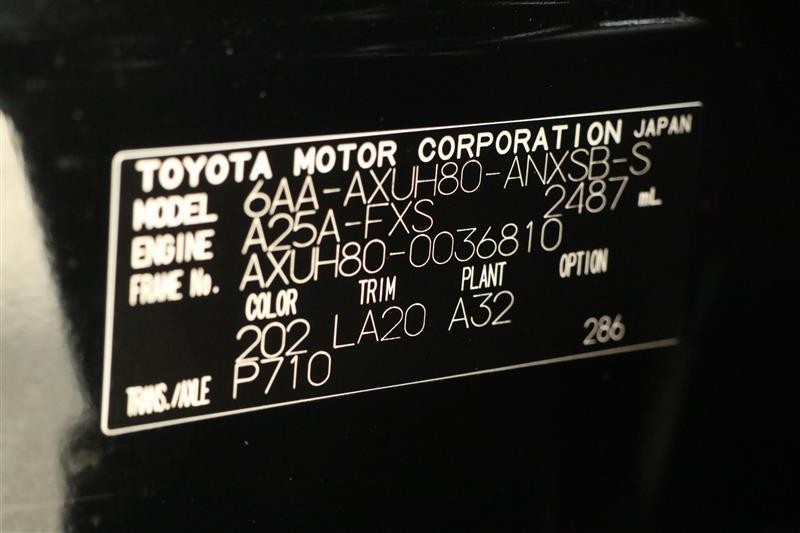 TOYOTA MOTOR CORPORATION JAPAN
MODEL 6AA-AXUH80-ANXSB-S
ENGINE A25A-FXS 2487 mL
FRAME No. AXUH80-0036810
COLOR TRIM PLANT OPTION
202 LA20 A32 286
TRANS./AXLE P710